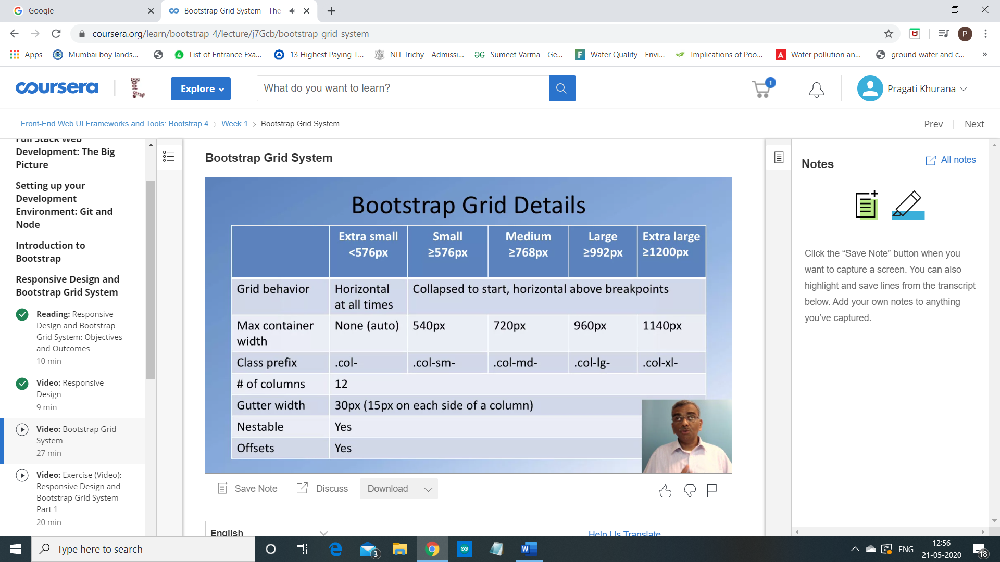 Google
Bootstrap Grid System - The
coursera.org/learn/bootstrap-4/lecture/j7Gcb/bootstrap-grid-system
P
Apps
Mumbai boy lands...
List of Entrance Exa...
13 Highest Paying T...
NIT Trichy - Admissi...
Sumeet Varma - Ge...
Water Quality - Envi...
Implications of Poo...
Water pollution an...
ground water and c...
»
coursera
Bootstrap
Explore
What do you want to learn?
1
Pragati Khurana
Front-End Web UI Frameworks and Tools: Bootstrap 4 > Week 1 > Bootstrap Grid System
Prev | Next
Full Stack Web
Development: The Big
Picture
Setting up your
Development
Environment: Git and
Node
Introduction to
Bootstrap
Responsive Design and
Bootstrap Grid System
Reading: Responsive
Design and Bootstrap
Grid System: Objectives
and Outcomes
10 min
Video: Responsive
Design
9 min
Video: Bootstrap Grid
System
27 min
Video: Exercise (Video):
Responsive Design and
Bootstrap Grid System
Part 1
20 min
Bootstrap Grid System
Bootstrap Grid Details
Extra small <576px
Small ≥576px
Medium ≥768px
Large ≥992px
Extra large ≥1200px
Grid behavior
Horizontal at all times
Collapsed to start, horizontal above breakpoints
Max container width
None (auto)
540px
720px
960px
1140px
Class prefix
.col-
.col-sm-
.col-md-
.col-lg-
.col-xl-
# of columns
12
Gutter width
30px (15px on each side of a column)
Nestable
Yes
Offsets
Yes
Save Note
Discuss
Download
English
Help Us Translate
Notes
All notes
Click the “Save Note” button when you
want to capture a screen. You can also
highlight and save lines from the transcript
below. Add your own notes to anything
you’ve captured.
Type here to search
3
W
ENG
12:56
21-05-2020
18